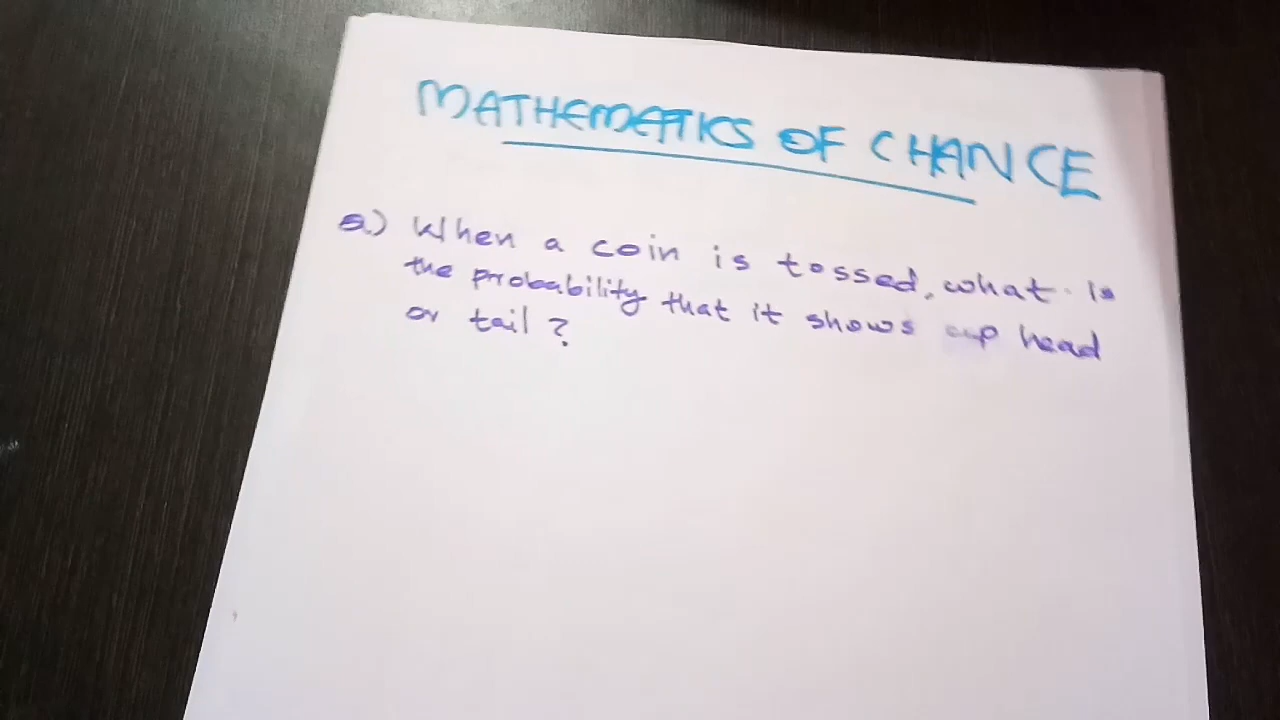 MATHEMATICS OF CHANCE
a) When a coin is tossed, what is
the probability that it shows up head
or tail?